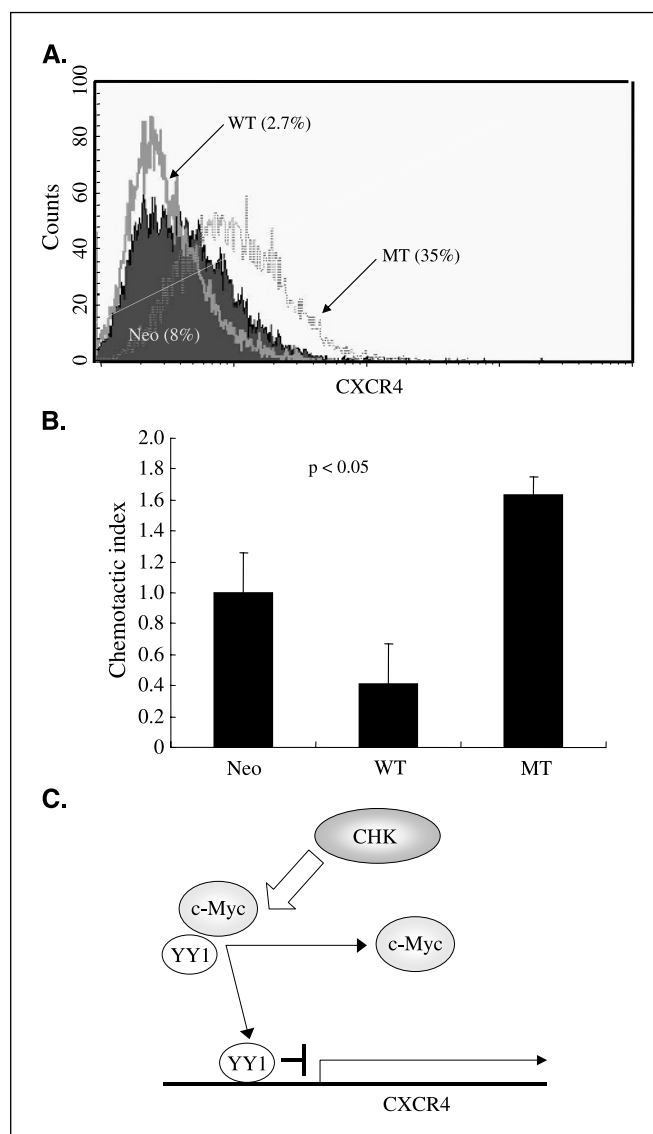 A.
100
80
60
40
20
0
Counts
WT (2.7%)
MT (35%)
Neo (8%)
CXCR4
B.
2.0
1.8
1.6
1.4
1.2
1.0
0.8
0.6
0.4
0.2
0
Chemotactic index
p < 0.05
Neo WT MT
C.
CHK
c-Myc
YY1
c-Myc
YY1
CXCR4